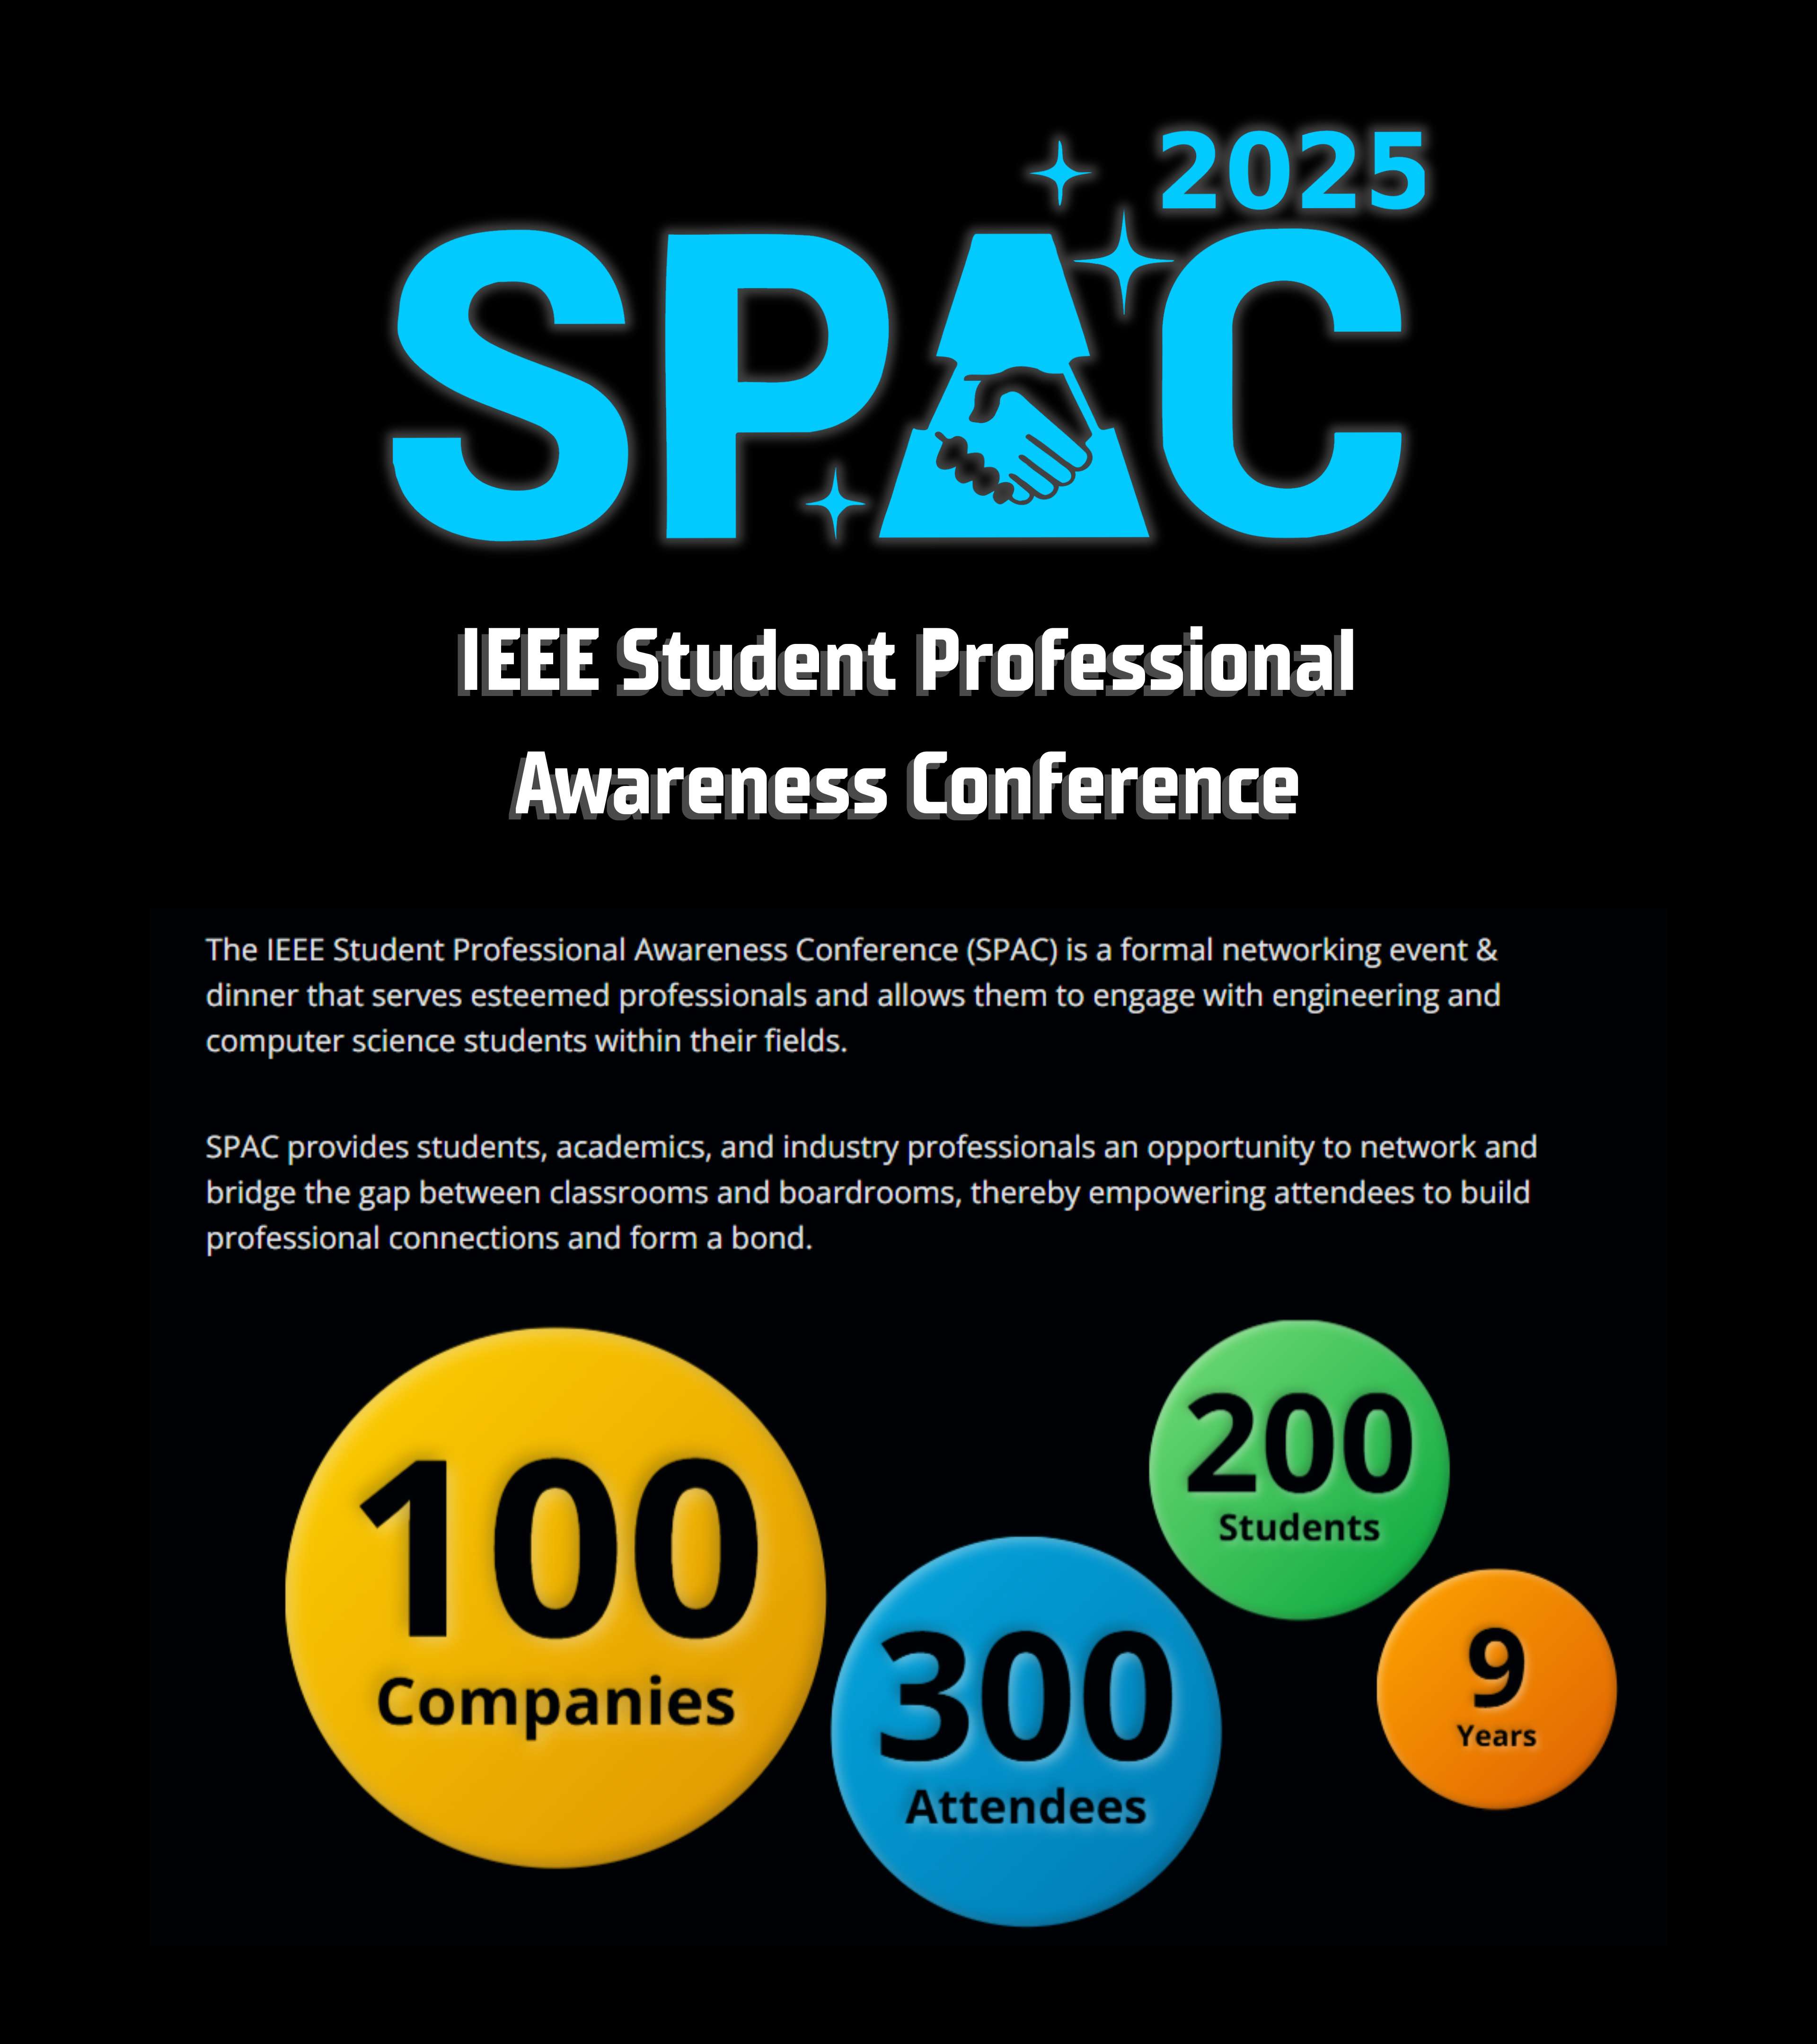 2025
SPAC
IEEE Student Professional
Awareness Conference
The IEEE Student Professional Awareness Conference (SPAC) is a formal networking event &
dinner that serves esteemed professionals and allows them to engage with engineering and
computer science students within their fields.
SPAC provides students, academics, and industry professionals an opportunity to network and
bridge the gap between classrooms and boardrooms, thereby empowering attendees to build
professional connections and form a bond.
100
Companies
300
Attendees
200
Students
9
Years